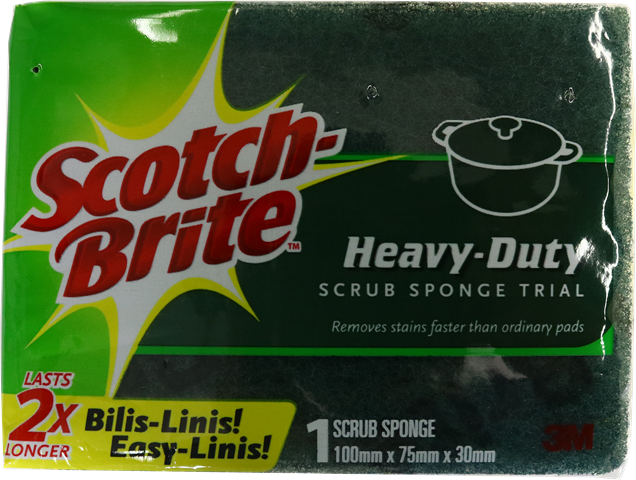 SCOTCH-
BRITE™
Heavy-Duty
SCRUB SPONGE TRIAL
Removes stains faster than ordinary pads
LASTS
2X
LONGER
Bilis-Linis!
Easy-Linis!
1 SCRUB SPONGE
100mm x 75mm x 30mm
3M